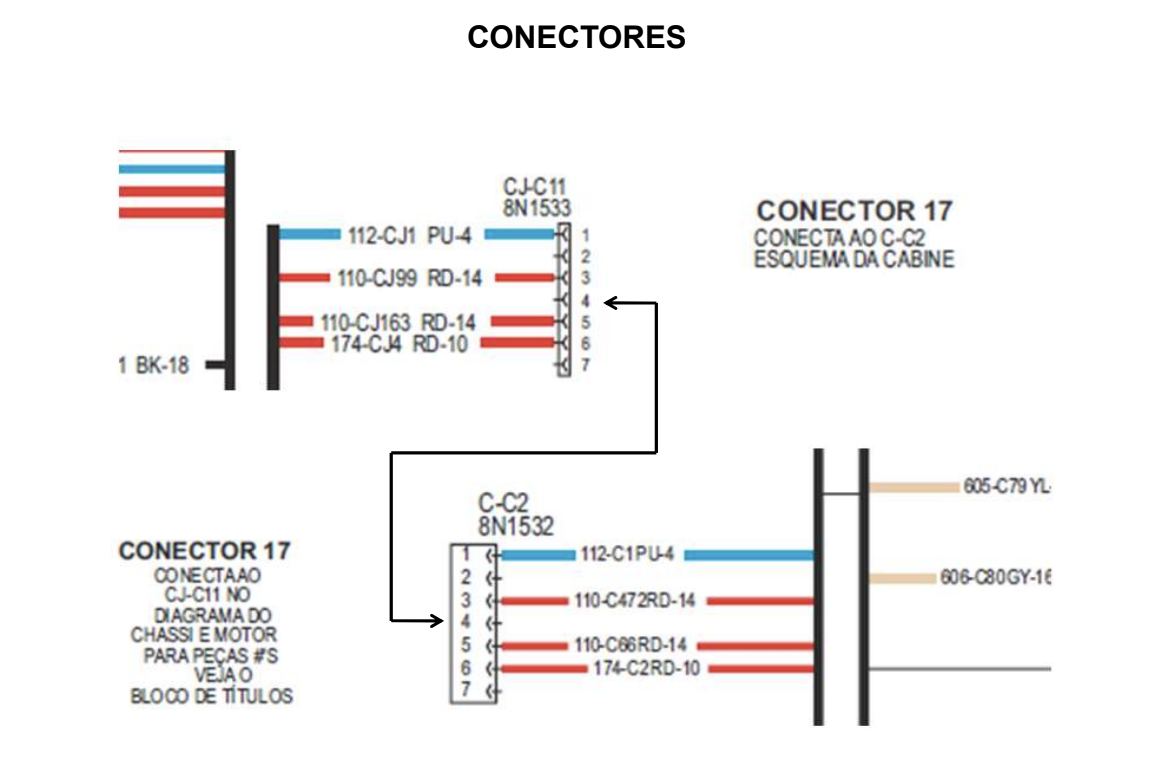 CONECTORES
CJ-C11
8N1533
112-CJ1 PU-4
1
2
110-CJ99 RD-14
3
4
110-CJ163 RD-14
5
174-CJ4 RD-10
6
7
1 BK-18
CONECTOR 17
CONECTA AO C-C2
ESQUEMA DA CABINE
C-C2
8N1532
1
112-C1PU-4
2
3
110-C472RD-14
4
5
110-C66RD-14
6
174-C2RD-10
7
605-C79 YL-
606-C80GY-16
CONECTOR 17
CONECTA AO
CJ-C11 NO
DIAGRAMA DO
CHASSI E MOTOR
PARA PEÇAS #'S
VEJA O
BLOCO DE TÍTULOS